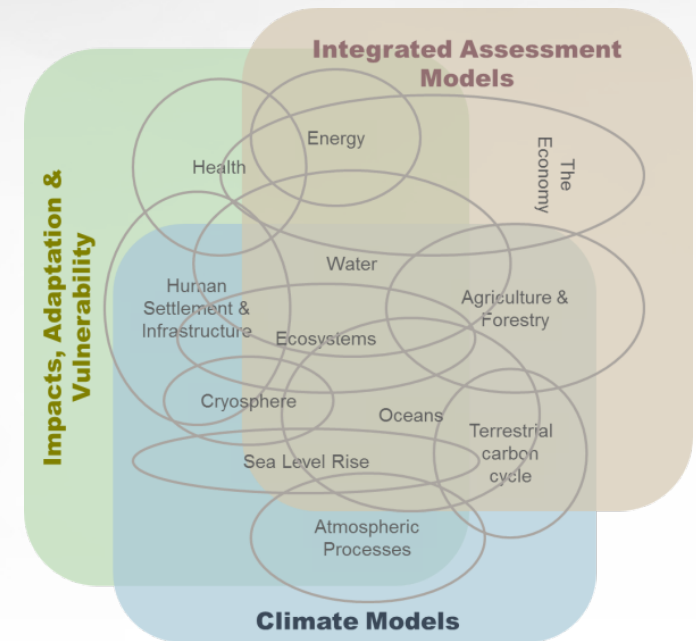 Integrated Assessment
Models
Energy
Health
The
Economy
Impacts, Adaptation &
Vulnerability
Water
Human
Settlement &
Infrastructure
Agriculture &
Forestry
Ecosystems
Cryosphere
Oceans
Terrestrial
carbon
cycle
Sea Level Rise
Atmospheric
Processes
Climate Models